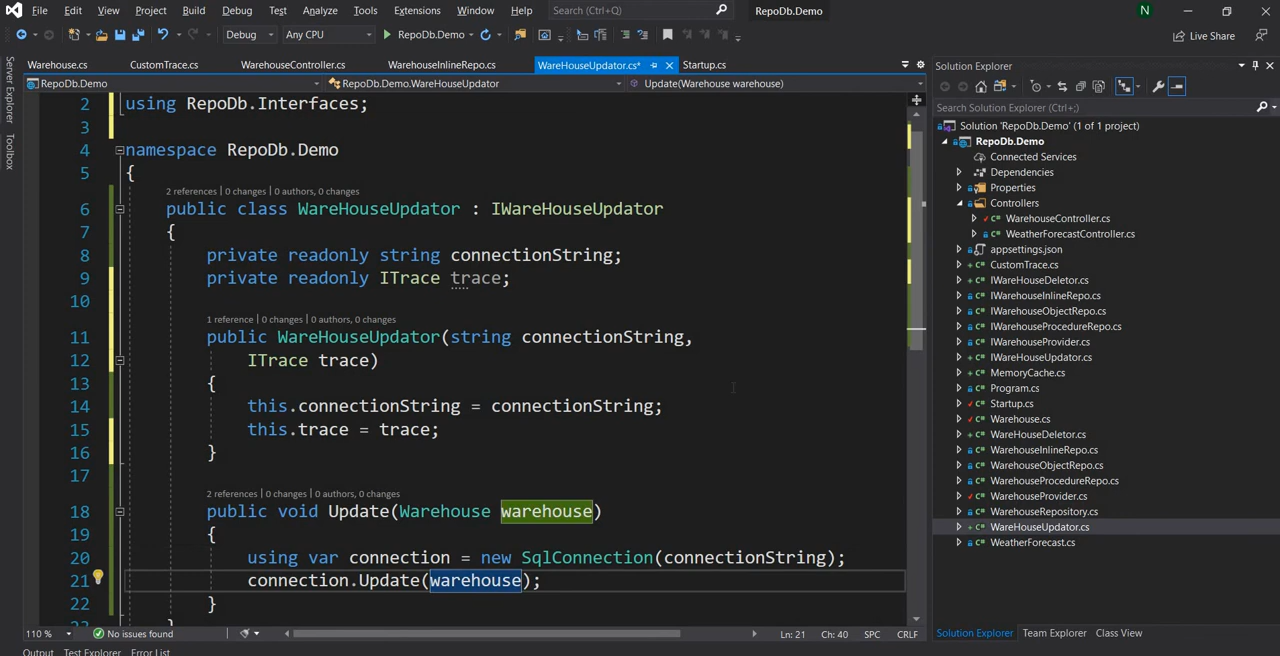 File Edit View Project Build Debug Test Analyze Tools Extensions Window Help Search (Ctrl+Q) RepoDb.Demo N
Debug Any CPU RepoDb.Demo Live Share
Server Explorer
Toolbox
Warehouse.cs CustomTrace.cs WarehouseController.cs WarehouseInlineRepo.cs WareHouseUpdator.cs* Startup.cs
RepoDb.Demo RepoDb.Demo.WareHouseUpdator Update(Warehouse warehouse)
2 using RepoDb.Interfaces;
3
4 namespace RepoDb.Demo
5 {
2 references | 0 changes | 0 authors, 0 changes
6 public class WareHouseUpdator : IWareHouseUpdator
7 {
8 private readonly string connectionString;
9 private readonly ITrace trace;
10
1 reference | 0 changes | 0 authors, 0 changes
11 public WareHouseUpdator(string connectionString,
12 ITrace trace)
13 {
14 this.connectionString = connectionString;
15 this.trace = trace;
16 }
17
2 references | 0 changes | 0 authors, 0 changes
18 public void Update(Warehouse warehouse)
19 {
20 using var connection = new SqlConnection(connectionString);
21 connection.Update(warehouse);
22 }
110 % No issues found Ln: 21 Ch: 40 SPC CRLF
Output Test Explorer Error List
Solution Explorer
Search Solution Explorer (Ctrl+;)
Solution 'RepoDb.Demo' (1 of 1 project)
RepoDb.Demo
Connected Services
Dependencies
Properties
Controllers
C# WarehouseController.cs
C# WeatherForecastController.cs
appsettings.json
C# CustomTrace.cs
C# IWareHouseDeletor.cs
C# IWarehouseInlineRepo.cs
C# IWarehouseObjectRepo.cs
C# IWarehouseProcedureRepo.cs
C# IWarehouseProvider.cs
C# IWareHouseUpdator.cs
C# MemoryCache.cs
C# Program.cs
C# Startup.cs
C# Warehouse.cs
C# WareHouseDeletor.cs
C# WarehouseInlineRepo.cs
C# WarehouseObjectRepo.cs
C# WarehouseProcedureRepo.cs
C# WarehouseProvider.cs
C# WarehouseRepository.cs
C# WareHouseUpdator.cs
C# WeatherForecast.cs
Solution Explorer Team Explorer Class View